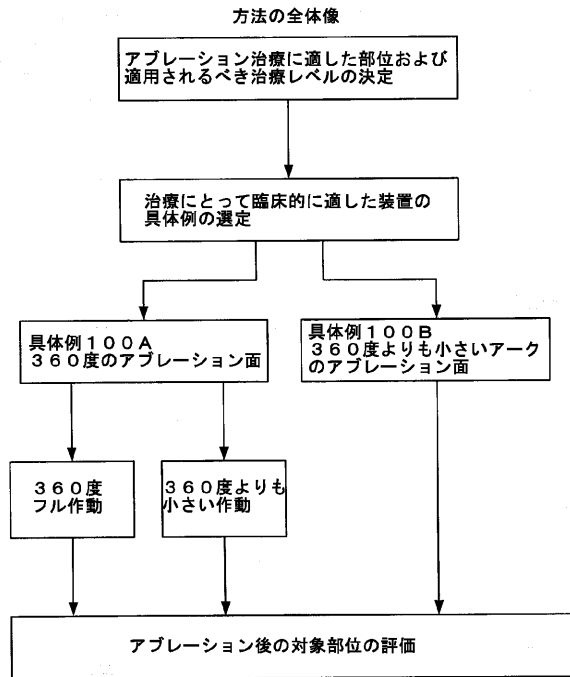 方法の全体像
アブレーション治療に適した部位および
適用されるべき治療レベルの決定
治療にとって臨床的に適した装置の
具体例の選定
具体例100A
360度のアブレーション面
具体例100B
360度よりも小さいアーク
のアブレーション面
360度
フル作動
360度よりも
小さい作動
アブレーション後の対象部位の評価